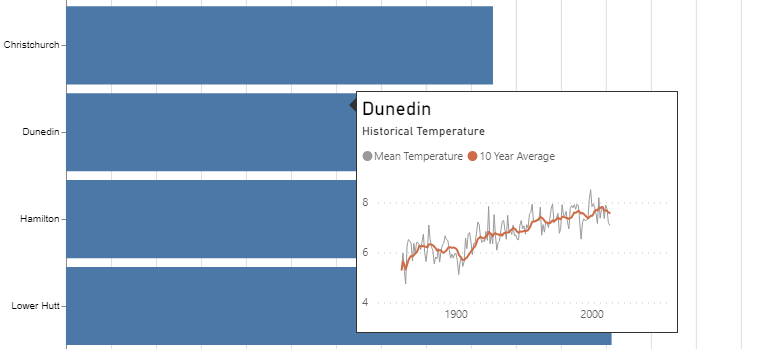 Christchurch
Dunedin
Hamilton
Lower Hutt
Dunedin
Historical Temperature
Mean Temperature 10 Year Average
8
6
4
1900 2000